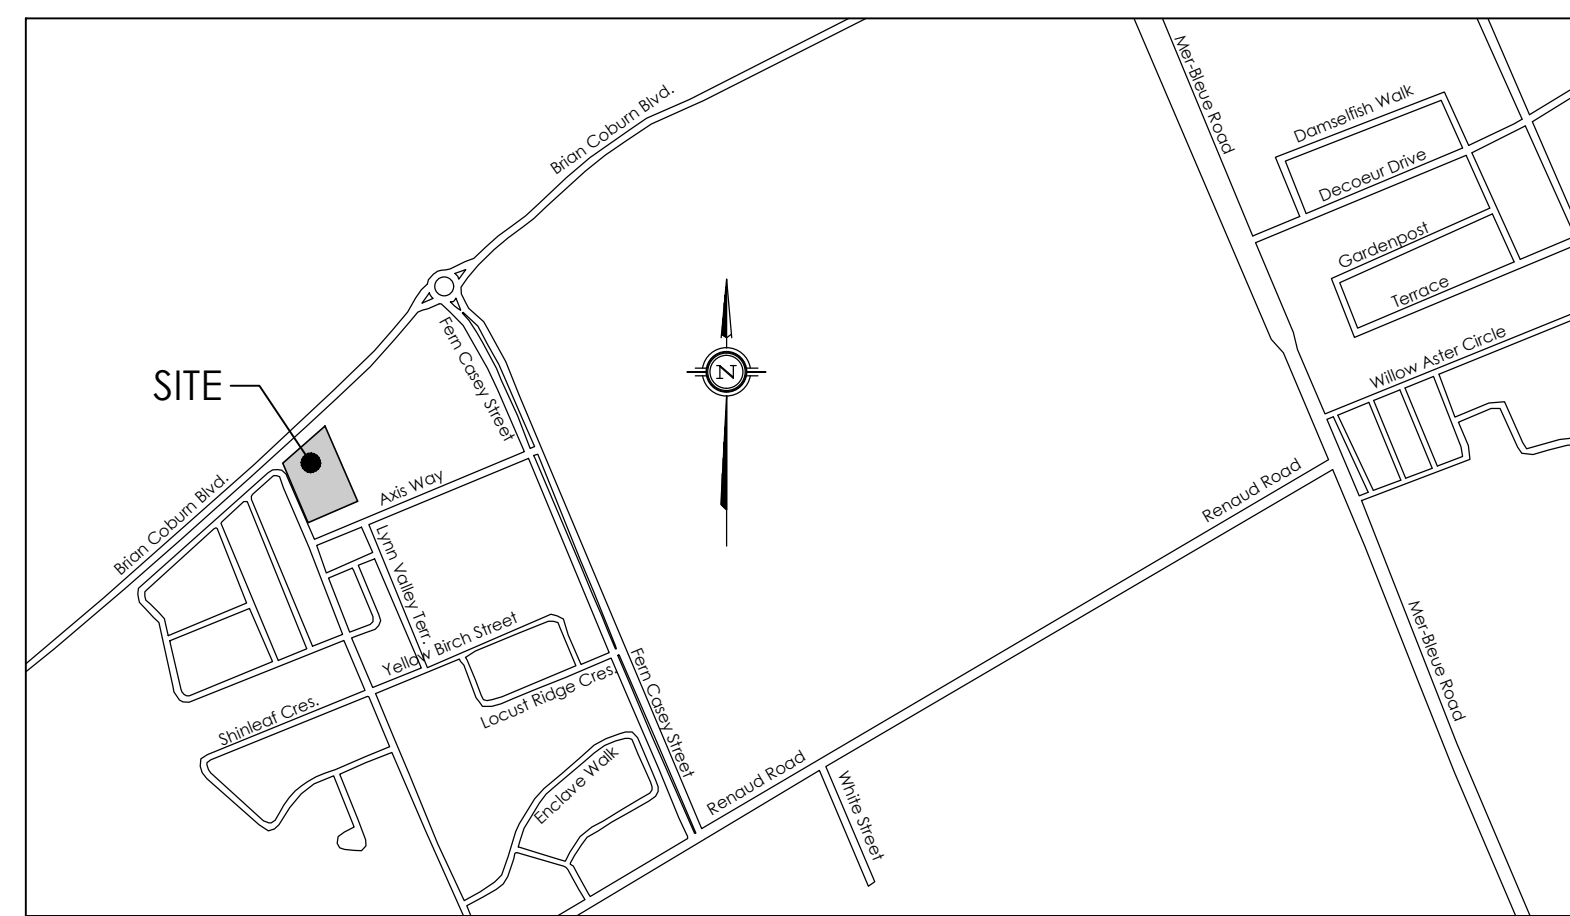 Mer-Bleue Road
Brian Coburn Blvd.
Damselfish Walk
Decoeur Drive
Gardenpost
Terrace
Fern Casey Street
N
Willow Aster Circle
SITE
Brian Coburn Blvd.
Axis Way
Renaud Road
Lynn Valley Terr.
Yellow Birch Street
Locust Ridge Cres.
Fern Casey Street
Mer-Bleue Road
Shinleaf Cres.
Enclave Walk
Renaud Road
White Street